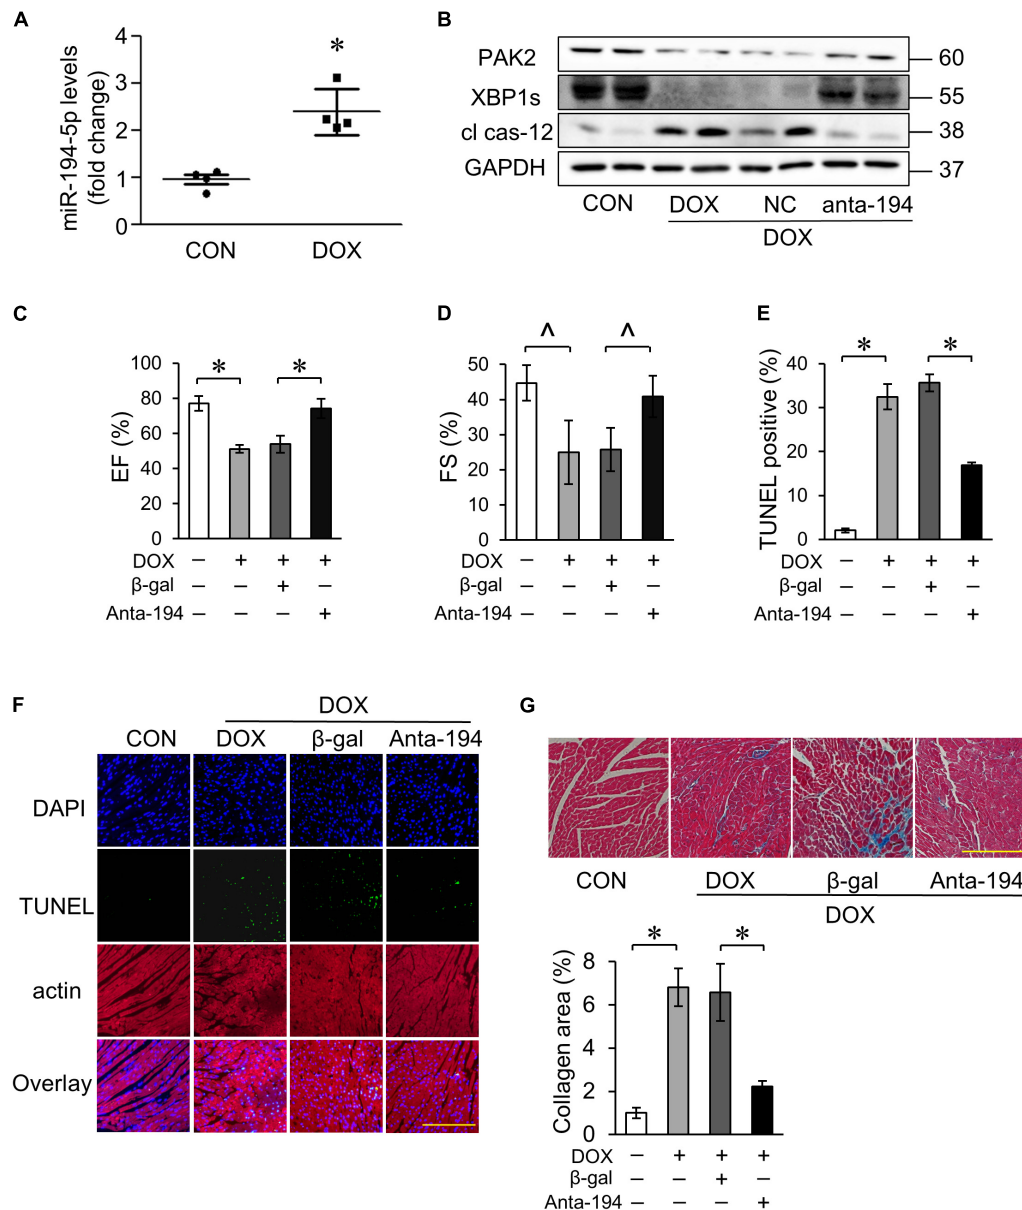 A
miR-194-5p levels
(fold change)
4
3
2
1
0
*
CON
DOX
B
PAK2
60
XBP1s
55
cl cas-12
38
GAPDH
37
CON
DOX
NC
anta-194
DOX
C
EF (%)
100
80
60
40
20
0
*
*
DOX − + + +
β-gal − − + −
Anta-194 − − − +
D
FS (%)
50
40
30
20
10
0
^
^
DOX − + + +
β-gal − − + −
Anta-194 − − − +
E
TUNEL positive (%)
40
30
20
10
0
*
*
DOX − + + +
β-gal − − + −
Anta-194 − − − +
F
DOX
CON
DOX
β-gal
Anta-194
DAPI
TUNEL
actin
Overlay
G
CON
DOX
β-gal
Anta-194
DOX
Collagen area (%)
8
6
4
2
0
*
*
DOX − + + +
β-gal − − + −
Anta-194 − − − +